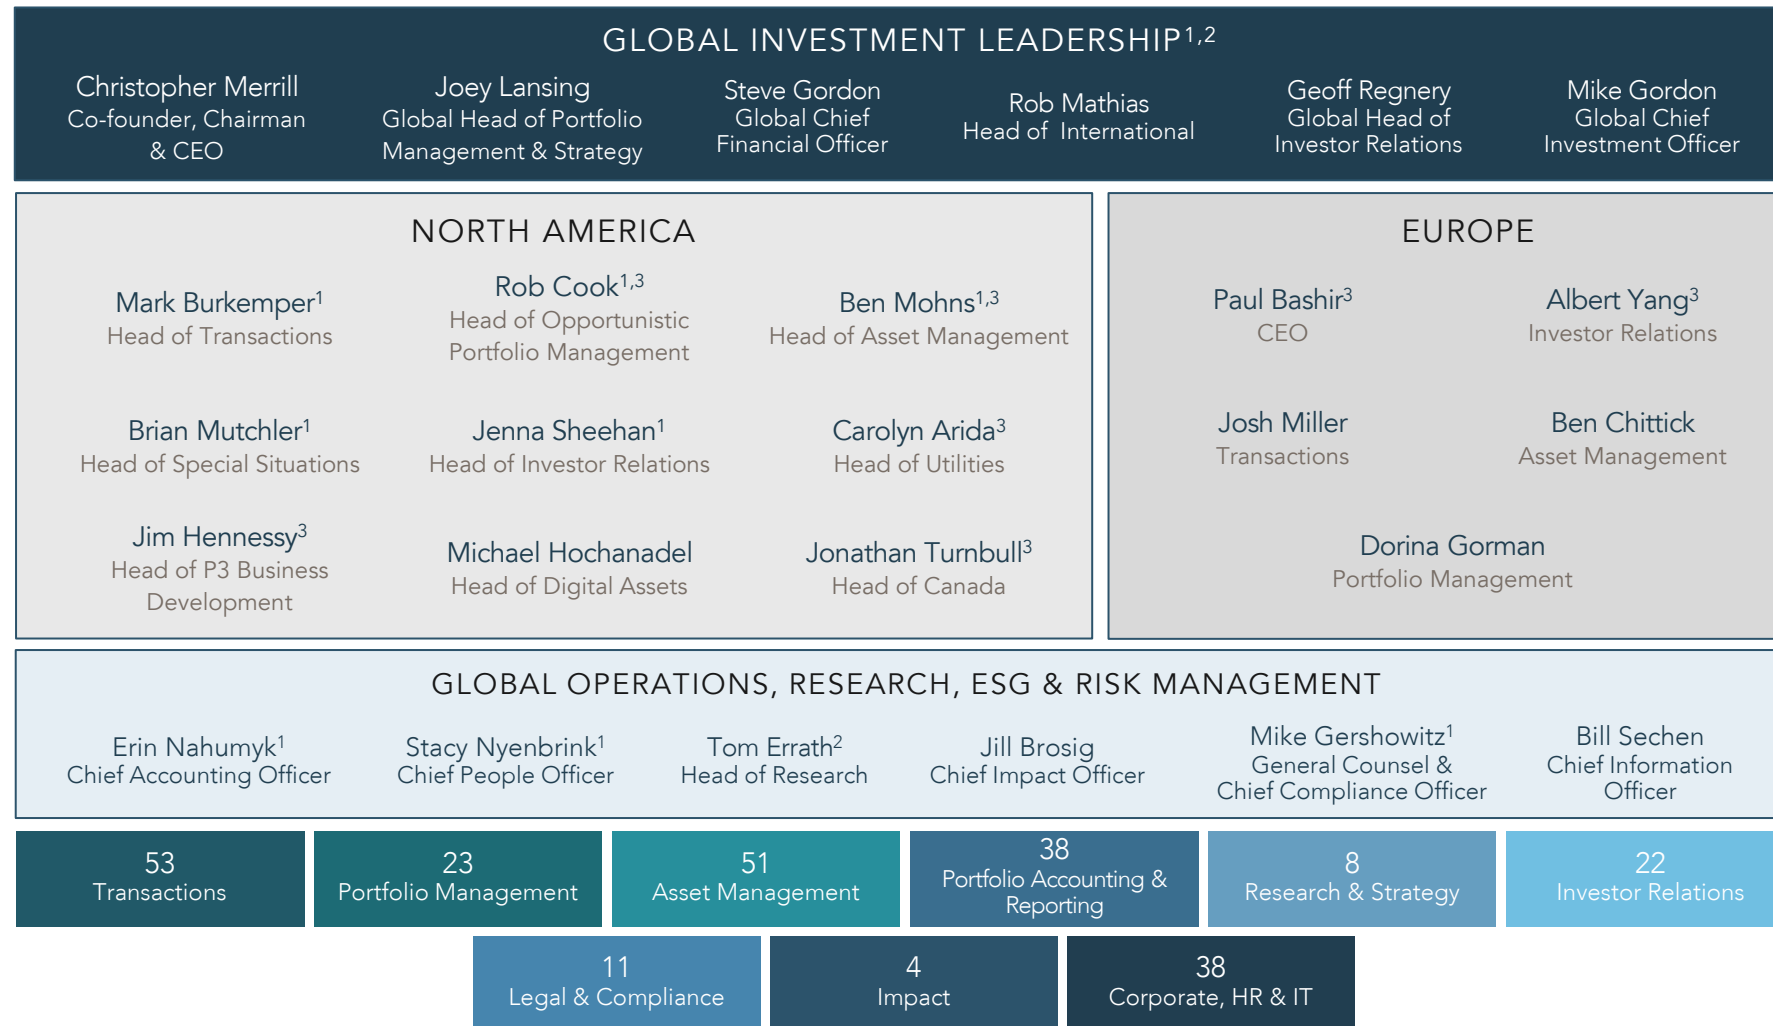 GLOBAL INVESTMENT LEADERSHIP1,2
Christopher Merrill
Co-founder, Chairman
& CEO
Joey Lansing
Global Head of Portfolio
Management & Strategy
Steve Gordon
Global Chief
Financial Officer
Rob Mathias
Head of International
Geoff Regnery
Global Head of
Investor Relations
Mike Gordon
Global Chief
Investment Officer
NORTH AMERICA
Mark Burkemper1
Head of Transactions
Rob Cook1,3
Head of Opportunistic
Portfolio Management
Ben Mohns1,3
Head of Asset Management
Brian Mutchler1
Head of Special Situations
Jenna Sheehan1
Head of Investor Relations
Carolyn Arida3
Head of Utilities
Jim Hennessy3
Head of P3 Business
Development
Michael Hochanadel
Head of Digital Assets
Jonathan Turnbull3
Head of Canada
EUROPE
Paul Bashir3
CEO
Albert Yang3
Investor Relations
Josh Miller
Transactions
Ben Chittick
Asset Management
Dorina Gorman
Portfolio Management
GLOBAL OPERATIONS, RESEARCH, ESG & RISK MANAGEMENT
Erin Nahumyk1
Chief Accounting Officer
Stacy Nyenbrink1
Chief People Officer
Tom Errath2
Head of Research
Jill Brosig
Chief Impact Officer
Mike Gershowitz1
General Counsel &
Chief Compliance Officer
Bill Sechen
Chief Information
Officer
53
Transactions
23
Portfolio Management
51
Asset Management
38
Portfolio Accounting &
Reporting
8
Research & Strategy
22
Investor Relations
11
Legal & Compliance
4
Impact
38
Corporate, HR & IT